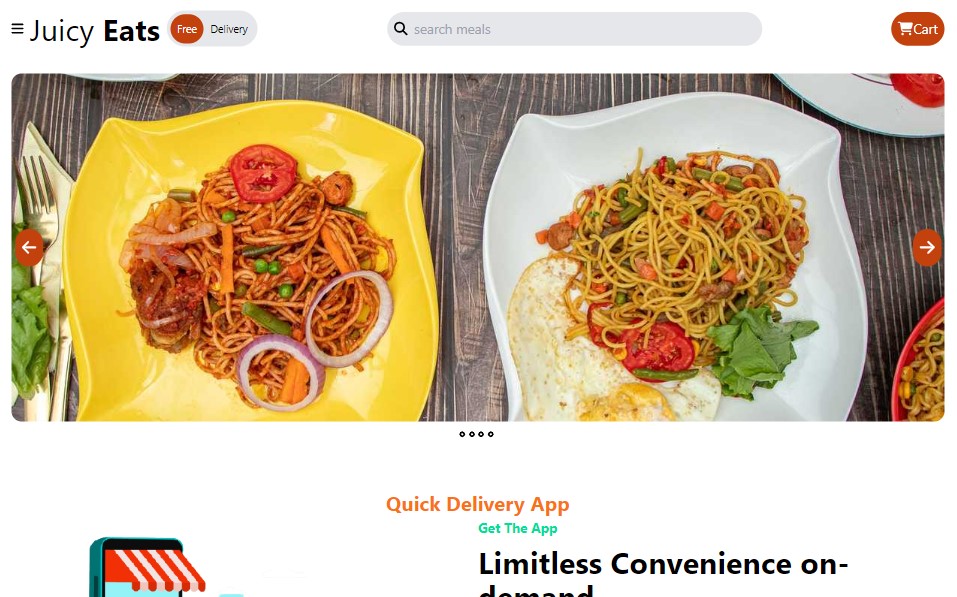 Juicy Eats
Free Delivery
search meals
Cart
Quick Delivery App
Get The App
Limitless Convenience on-
demand